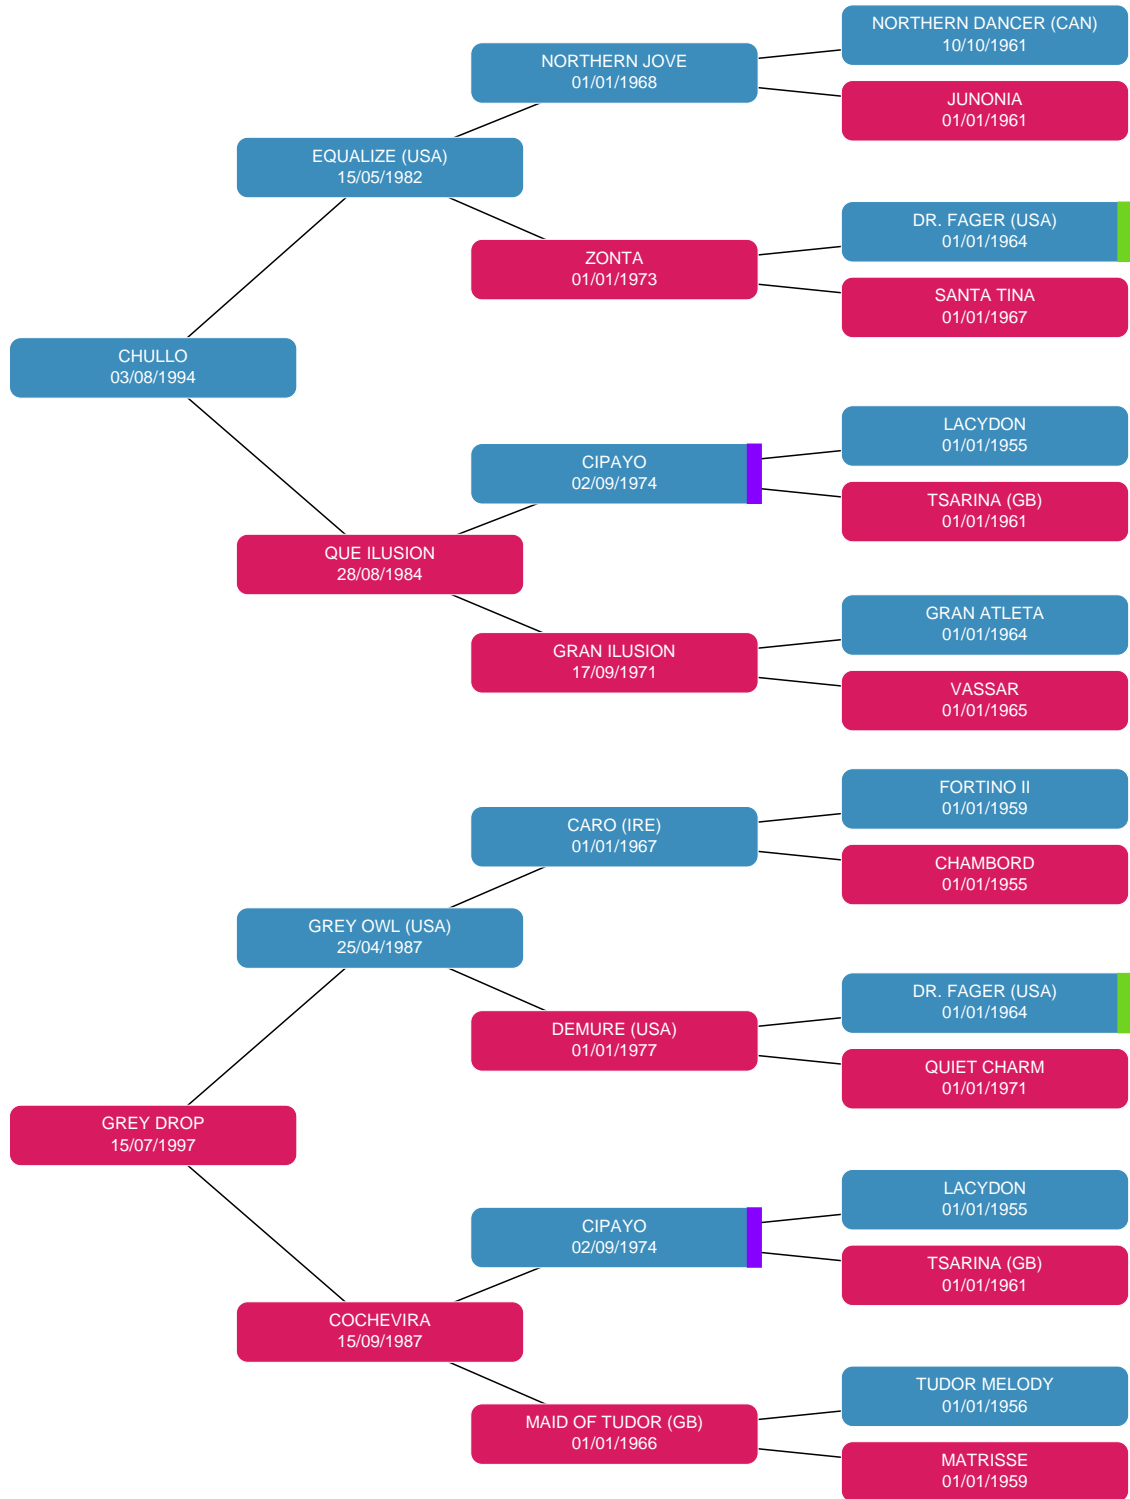 NORTHERN DANCER (CAN)
10/10/1961
NORTHERN JOVE
01/01/1968
JUNONIA
01/01/1961
EQUALIZE (USA)
15/05/1982
DR. FAGER (USA)
01/01/1964
ZONTA
01/01/1973
SANTA TINA
01/01/1967
CHULLO
03/08/1994
LACYDON
01/01/1955
CIPAYO
02/09/1974
TSARINA (GB)
01/01/1961
QUE ILUSION
28/08/1984
GRAN ATLETA
01/01/1964
GRAN ILUSION
17/09/1971
VASSAR
01/01/1965
FORTINO II
01/01/1959
CARO (IRE)
01/01/1967
CHAMBORD
01/01/1955
GREY OWL (USA)
25/04/1987
DR. FAGER (USA)
01/01/1964
DEMURE (USA)
01/01/1977
QUIET CHARM
01/01/1971
GREY DROP
15/07/1997
LACYDON
01/01/1955
CIPAYO
02/09/1974
TSARINA (GB)
01/01/1961
COCHEVIRA
15/09/1987
TUDOR MELODY
01/01/1956
MAID OF TUDOR (GB)
01/01/1966
MATRISSE
01/01/1959